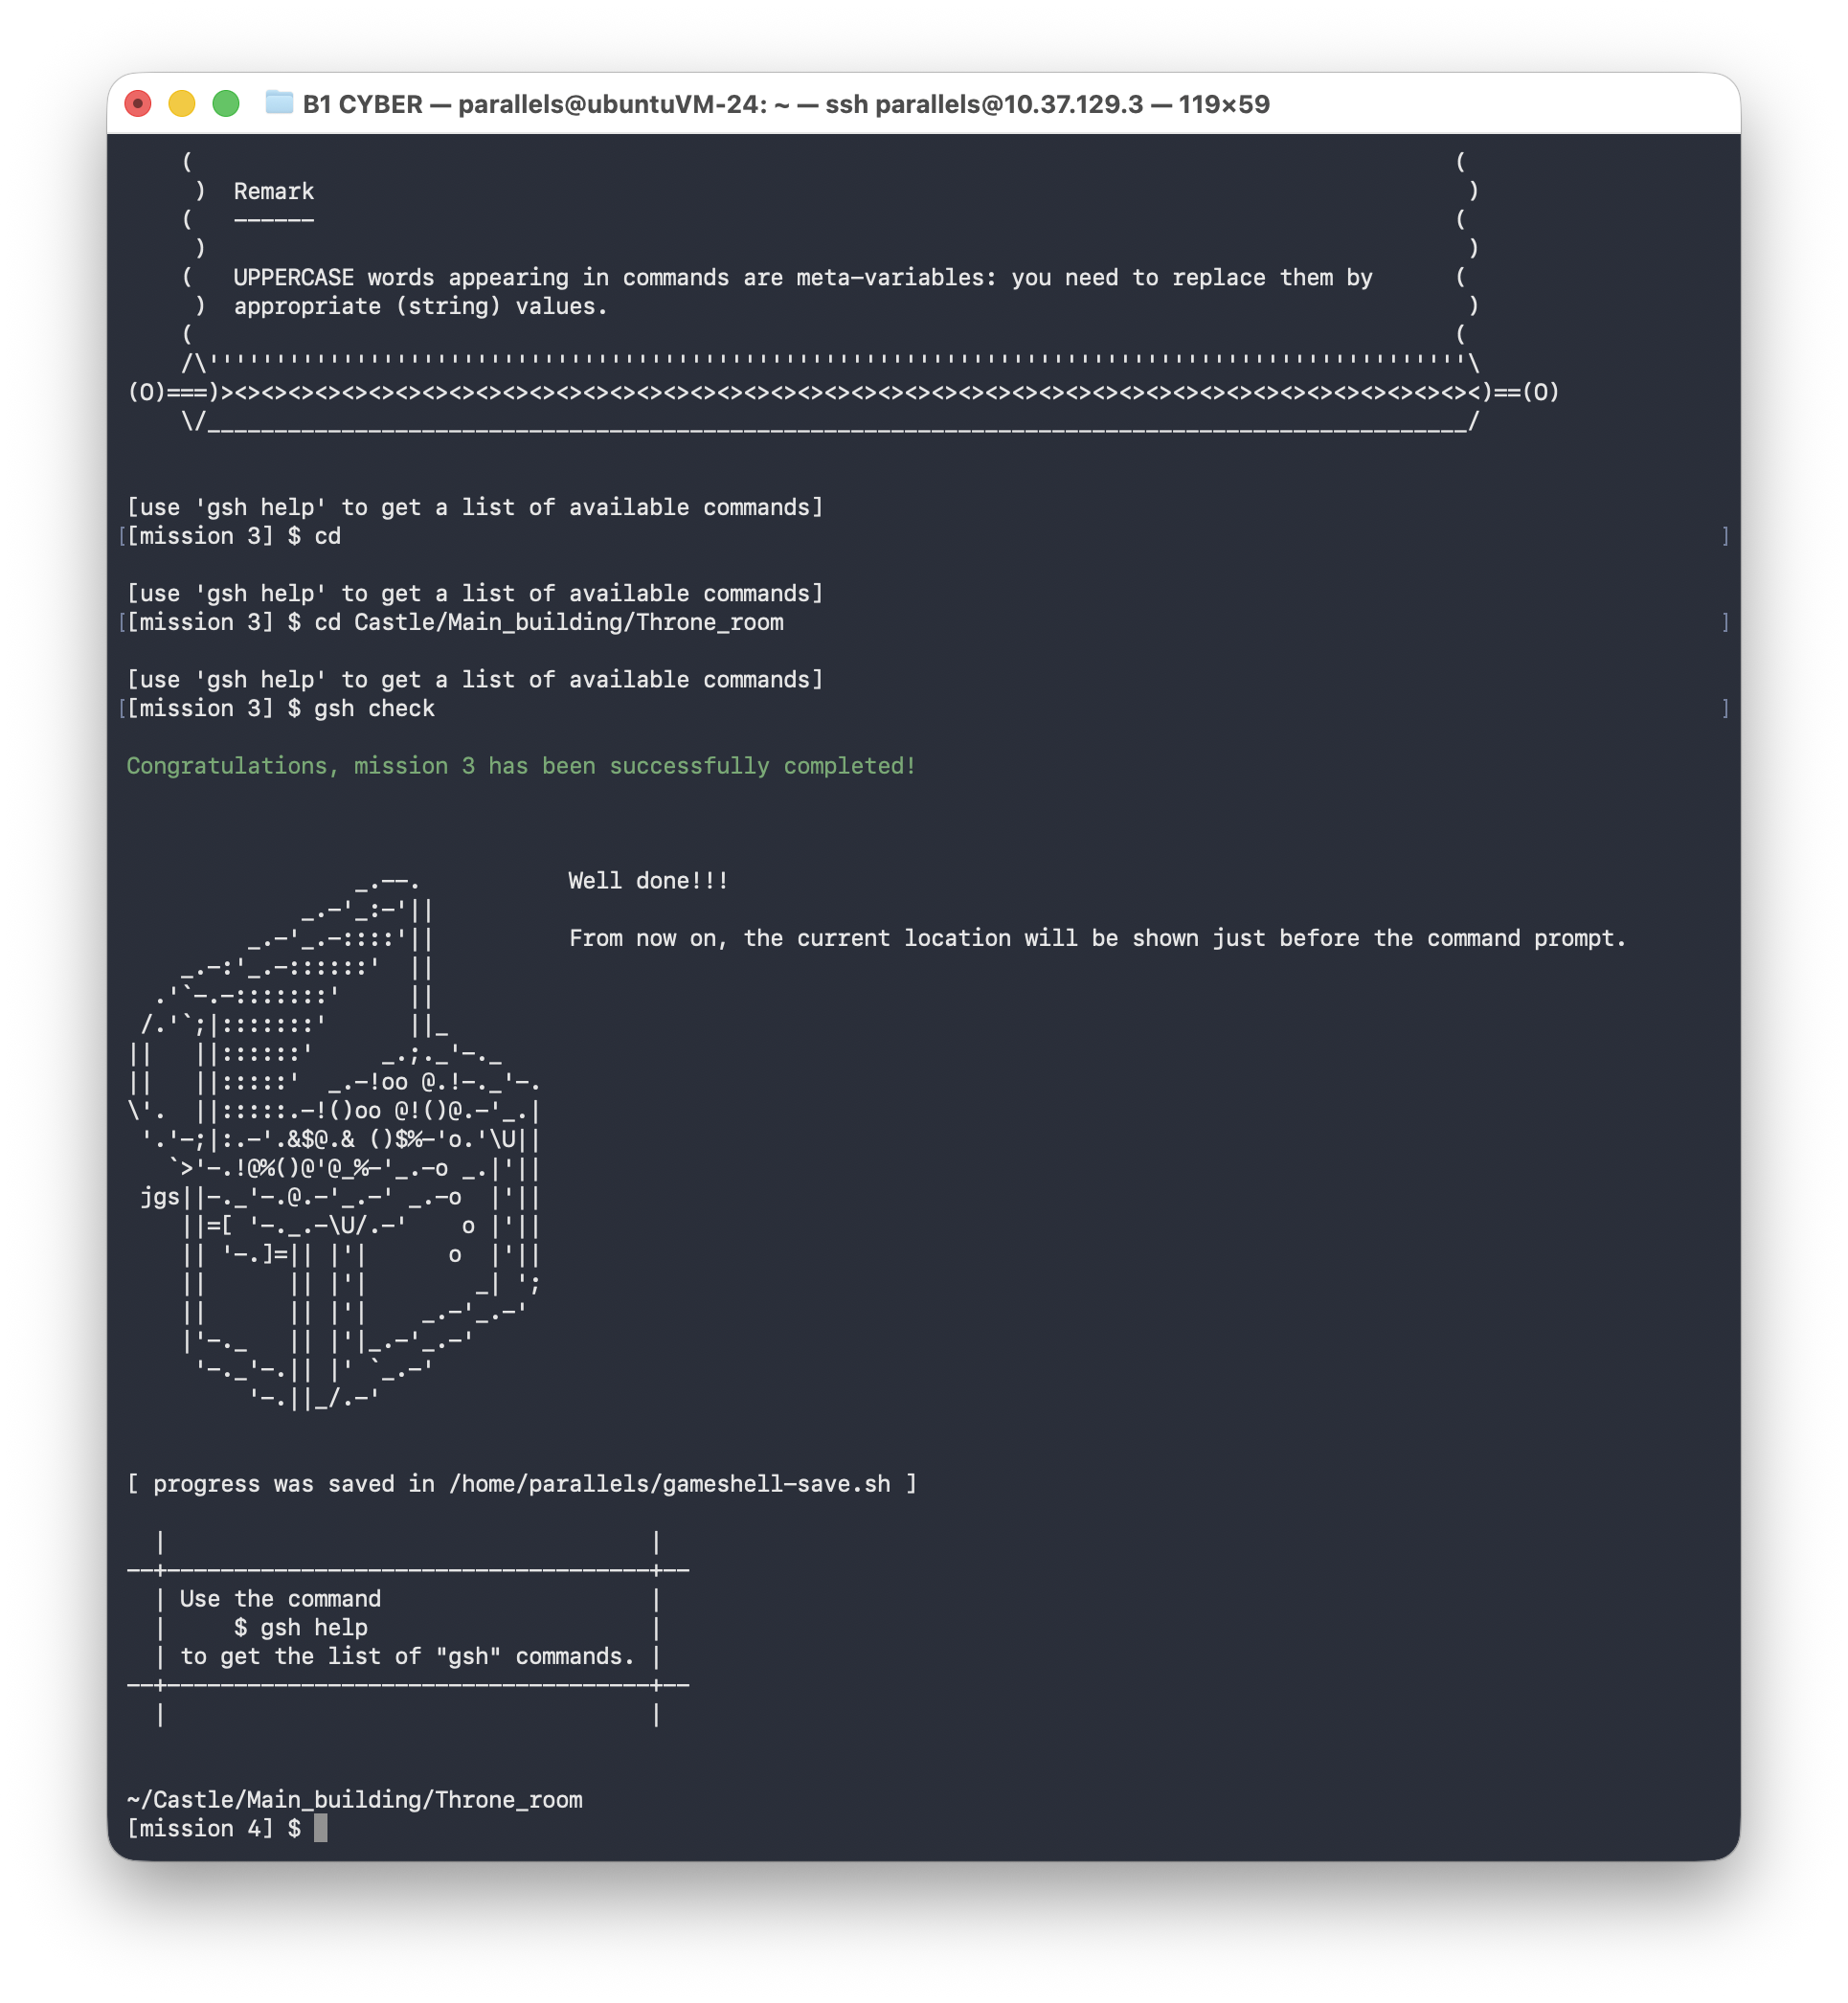 B1 CYBER — parallels@ubuntuVM-24: ~ — ssh parallels@10.37.129.3 — 119×59
     (                                                                                               (
      )  Remark                                                                                       )
     (   ------                                                                                      (
      )                                                                                               )
     (   UPPERCASE words appearing in commands are meta-variables: you need to replace them by      (
      )  appropriate (string) values.                                                                 )
     (                                                                                               (
[use 'gsh help' to get a list of available commands]
[[mission 3] $ cd ]
[use 'gsh help' to get a list of available commands]
[[mission 3] $ cd Castle/Main_building/Throne_room ]
[use 'gsh help' to get a list of available commands]
[[mission 3] $ gsh check ]
Congratulations, mission 3 has been successfully completed!
Well done!!!
From now on, the current location will be shown just before the command prompt.
jgs
[ progress was saved in /home/parallels/gameshell-save.sh ]
| Use the command |
| $ gsh help |
| to get the list of "gsh" commands. |
~/Castle/Main_building/Throne_room
[mission 4] $